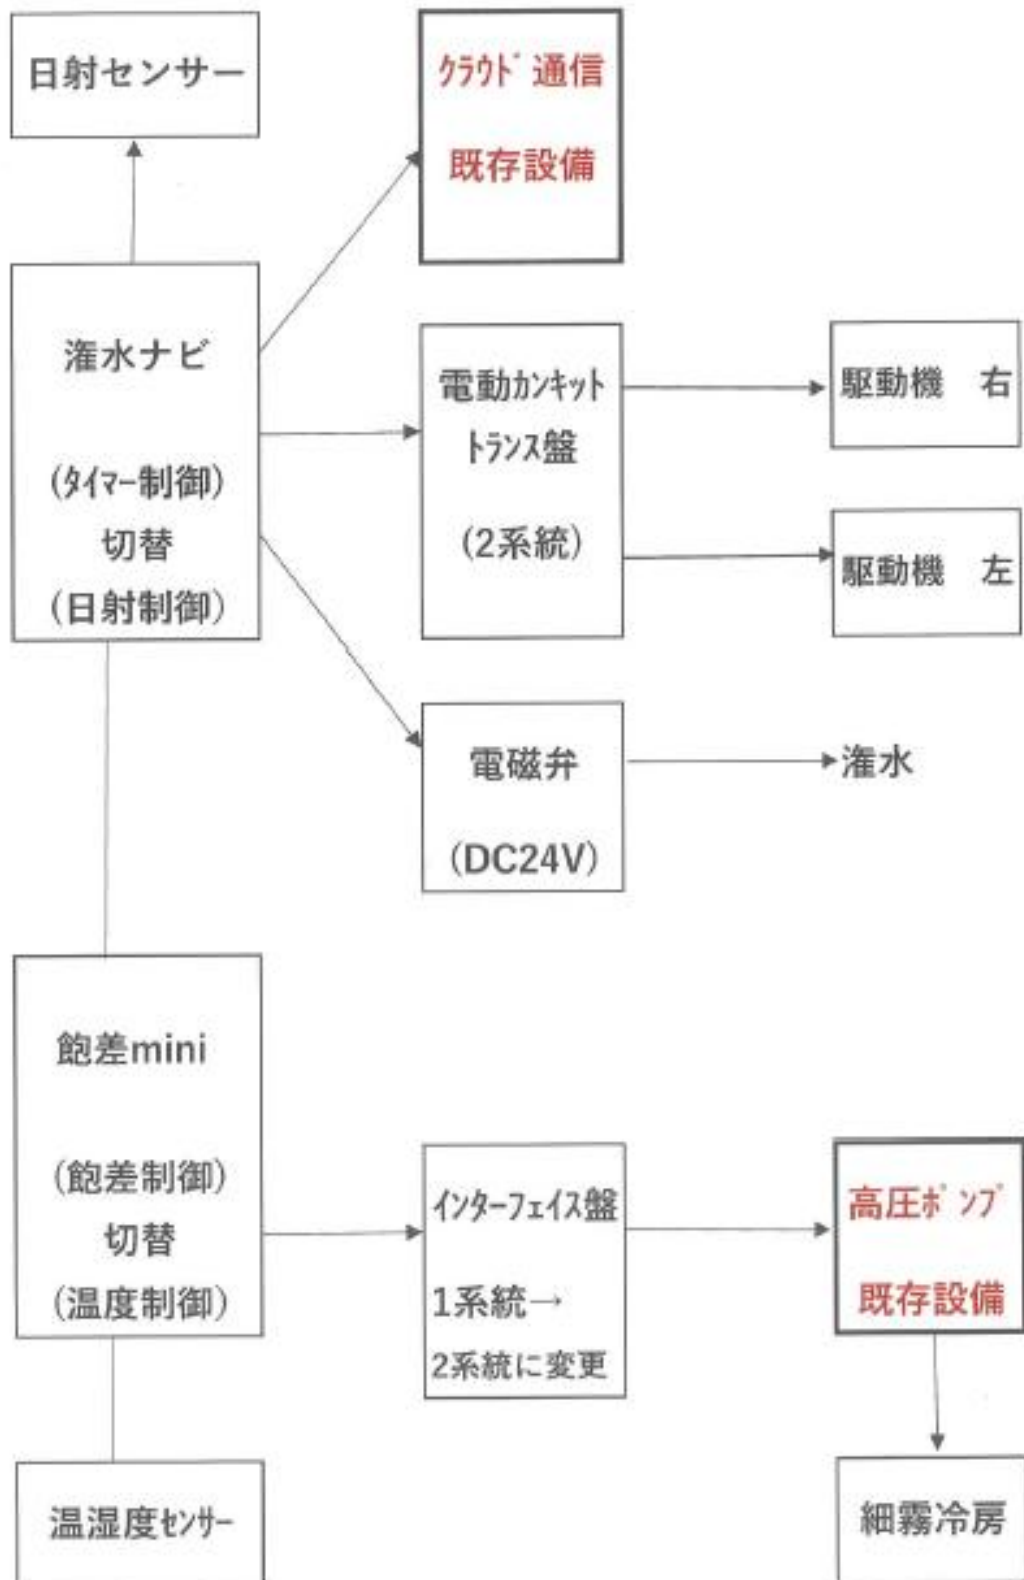 日射センサー
ｸﾗｳﾄﾞ通信
既存設備
潅水ナビ
(ﾀｲﾏｰ制御)
切替
(日射制御)
電動ｶﾝｷｯﾄ
ﾄﾗﾝｽ盤
(2系統)
駆動機　右
駆動機　左
電磁弁
(DC24V)
潅水
飽差mini
(飽差制御)
切替
(温度制御)
ｲﾝﾀｰﾌｪｲｽ盤
1系統→
2系統に変更
高圧ﾎﾟﾝﾌﾟ
既存設備
温湿度ｾﾝｻｰ
細霧冷房